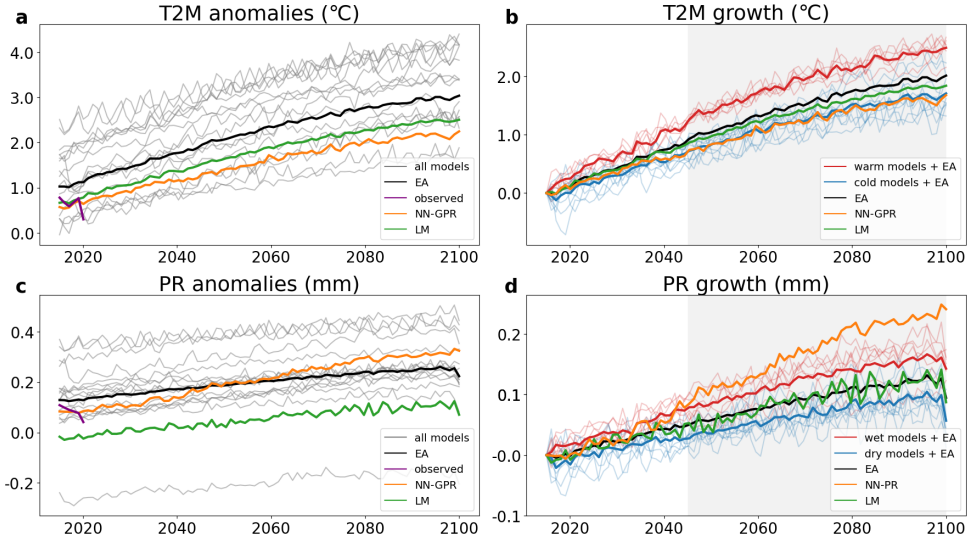 a
T2M anomalies (℃)
4.0
3.0
2.0
1.0
0.0
2020 2040 2060 2080 2100
all models
EA
observed
NN-GPR
LM
b
T2M growth (℃)
2.0
1.0
0.0
2020 2040 2060 2080 2100
warm models + EA
cold models + EA
EA
NN-GPR
LM
c
PR anomalies (mm)
0.4
0.2
0.0
-0.2
2020 2040 2060 2080 2100
all models
EA
observed
NN-GPR
LM
d
PR growth (mm)
0.2
0.1
-0.0
-0.1
2020 2040 2060 2080 2100
wet models + EA
dry models + EA
EA
NN-PR
LM